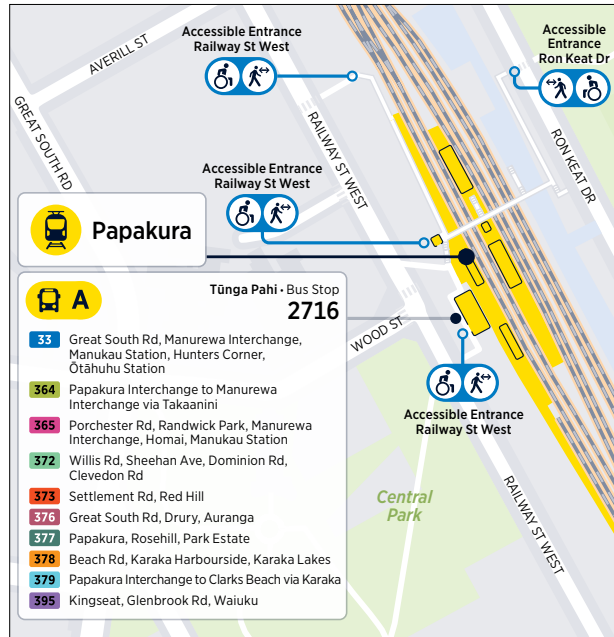 AVERILL ST
GREAT SOUTH RD
Accessible Entrance
Railway St West
RAILWAY ST WEST
Accessible
Entrance
Ron Keat Dr
RON KEAT DR
Accessible Entrance
Railway St West
Papakura
A
Tūnga Pahi • Bus Stop
2716
33 Great South Rd, Manurewa Interchange,
Manukau Station, Hunters Corner,
Ōtāhuhu Station
364 Papakura Interchange to Manurewa
Interchange via Takaanini
365 Porchester Rd, Randwick Park, Manurewa
Interchange, Homai, Manukau Station
372 Willis Rd, Sheehan Ave, Dominion Rd,
Clevedon Rd
373 Settlement Rd, Red Hill
376 Great South Rd, Drury, Auranga
377 Papakura, Rosehill, Park Estate
378 Beach Rd, Karaka Harbourside, Karaka Lakes
379 Papakura Interchange to Clarks Beach via Karaka
395 Kingseat, Glenbrook Rd, Waiuku
WOOD ST
Accessible Entrance
Railway St West
Central
Park
RAILWAY ST WEST